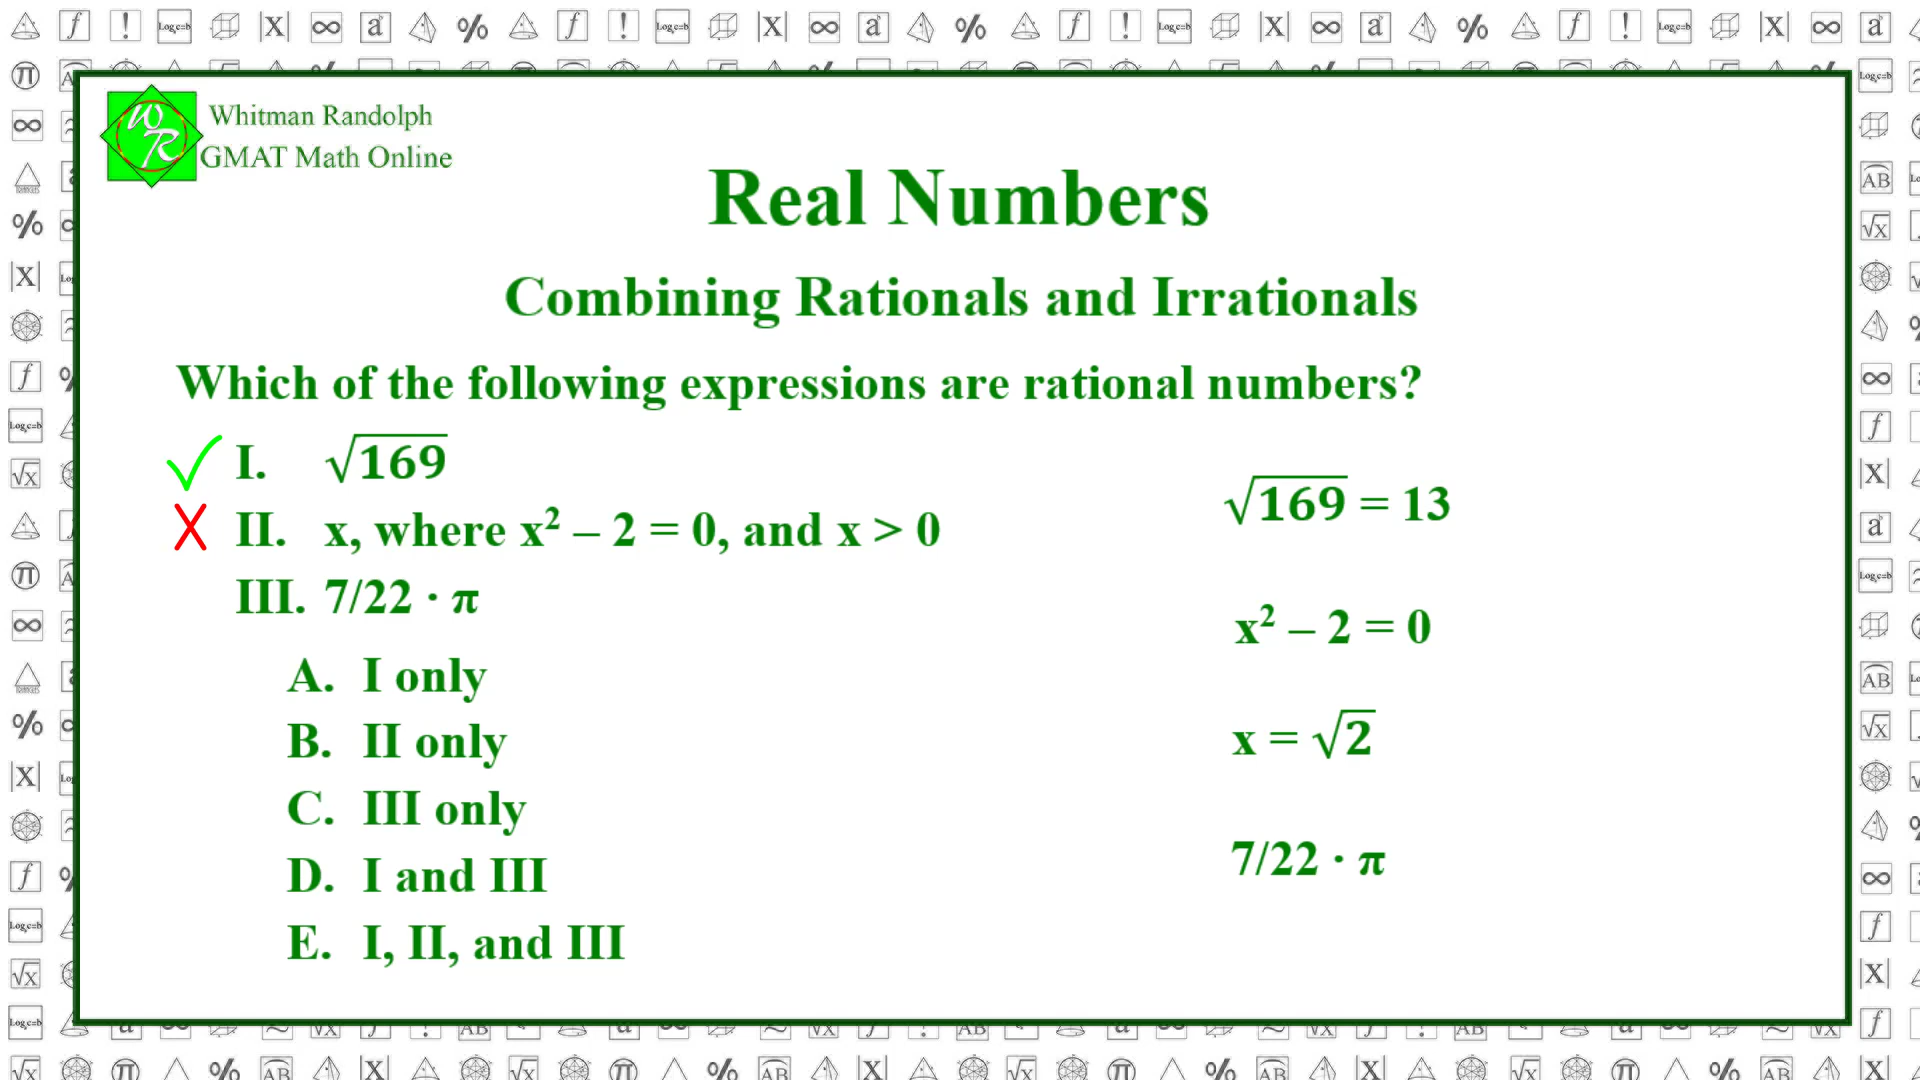 Whitman Randolph
GMAT Math Online
Real Numbers
Combining Rationals and Irrationals
Which of the following expressions are rational numbers?
I. √169
II. x, where x² – 2 = 0, and x > 0
III. 7/22 · π
A. I only
B. II only
C. III only
D. I and III
E. I, II, and III
√169 = 13
x² – 2 = 0
x = √2
7/22 · π